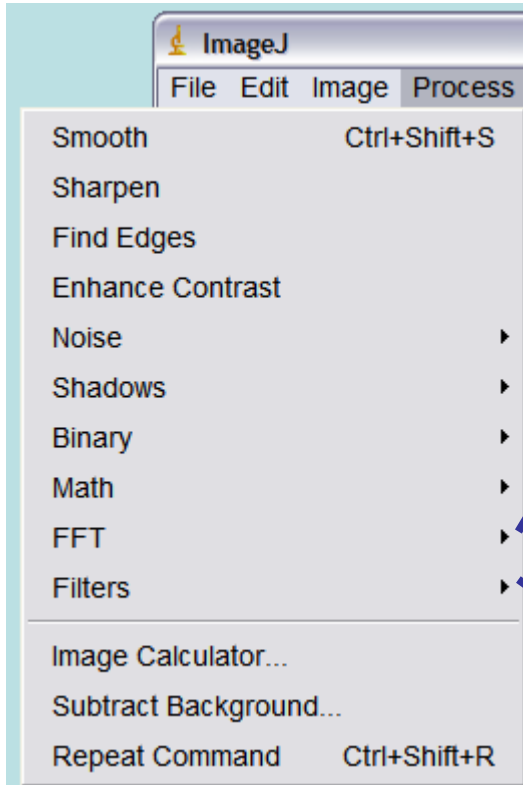 ImageJ
File Edit Image Process
Smooth Ctrl+Shift+S
Sharpen
Find Edges
Enhance Contrast
Noise
Shadows
Binary
Math
FFT
Filters
Image Calculator...
Subtract Background...
Repeat Command Ctrl+Shift+R